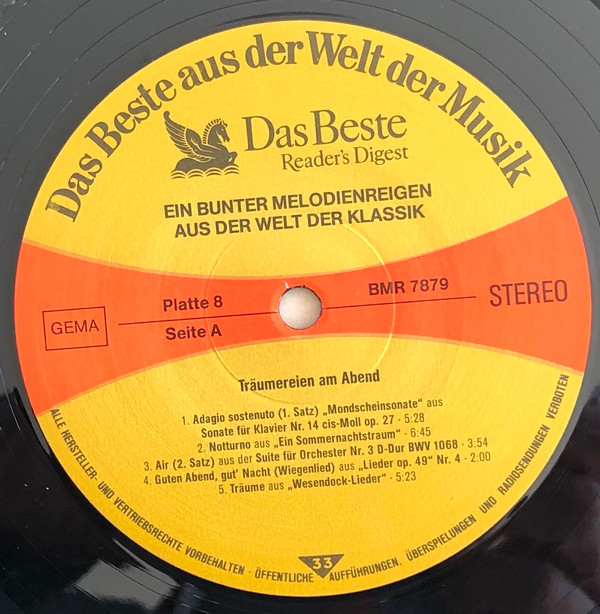 Das Beste aus der Welt der Musik
Das Beste
Reader's Digest
EIN BUNTER MELODIENREIGEN
AUS DER WELT DER KLASSIK
GEMA
Platte 8
BMR 7879
Seite A
STEREO
Träumereien am Abend
1. Adagio sostenuto (1. Satz) „Mondscheinsonate“ aus
Sonate für Klavier Nr. 14 cis-Moll op. 27 · 5:28
2. Notturno aus „Ein Sommernachtstraum“ · 6:45
3. Air (2. Satz) aus der Suite für Orchester Nr. 3 D-Dur BWV 1068 · 3:54
4. Guten Abend, gut' Nacht (Wiegenlied) aus „Lieder op. 49“ Nr. 4 · 2:00
5. Träume aus „Wesendock-Lieder“ · 5:23
33
ALLE HERSTELLER- UND VERTRIEBSRECHTE VORBEHALTEN · ÖFFENTLICHE AUFFÜHRUNGEN, ÜBERSPIELUNGEN UND RADIOSENDUNGEN VERBOTEN